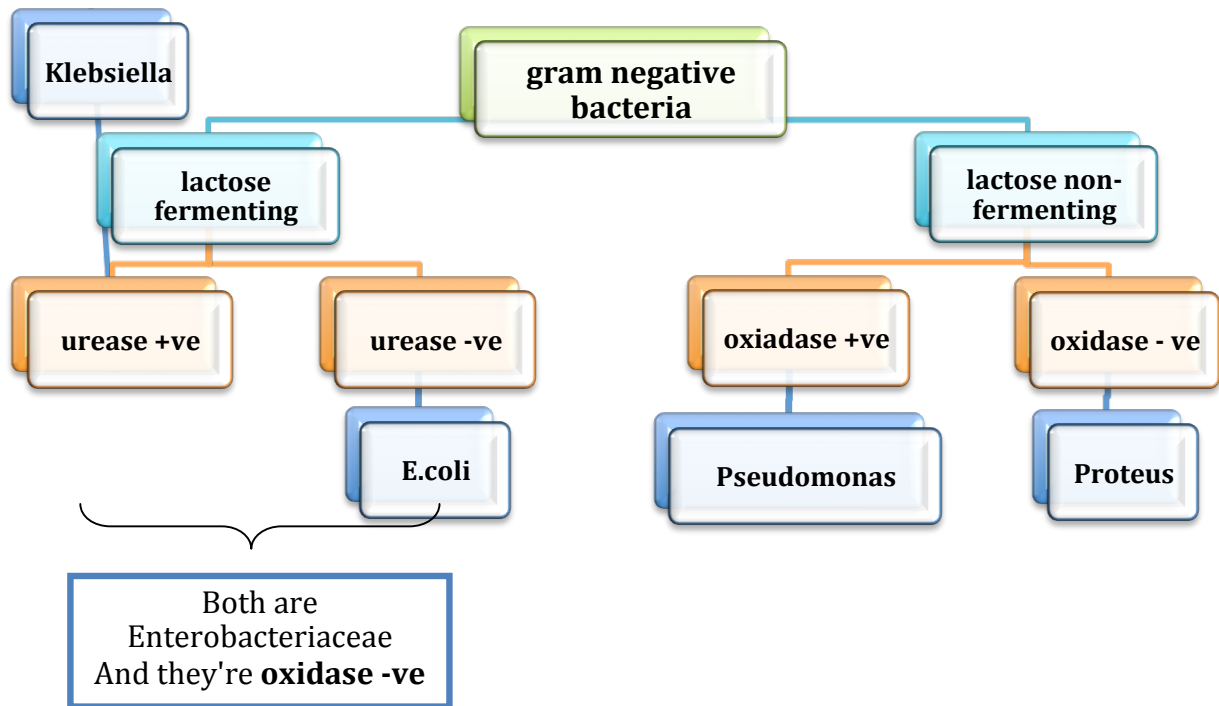 Klebsiella
gram negative
bacteria
lactose
fermenting
lactose non-
fermenting
urease +ve
urease -ve
oxiadase +ve
oxidase - ve
E.coli
Pseudomonas
Proteus
Both are
Enterobacteriaceae
And they're oxidase -ve